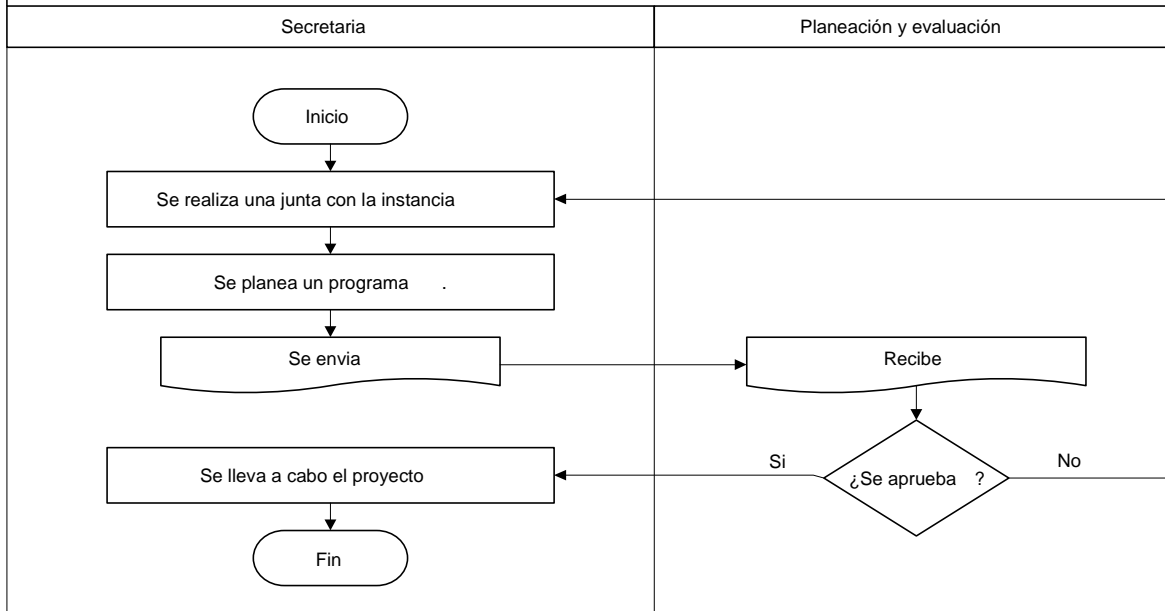 Secretaria
Planeación y evaluación
Inicio
Se realiza una junta con la instancia
Se planea un programa .
Se envia
Recibe
Se lleva a cabo el proyecto
Si
¿Se aprueba ?
No
Fin